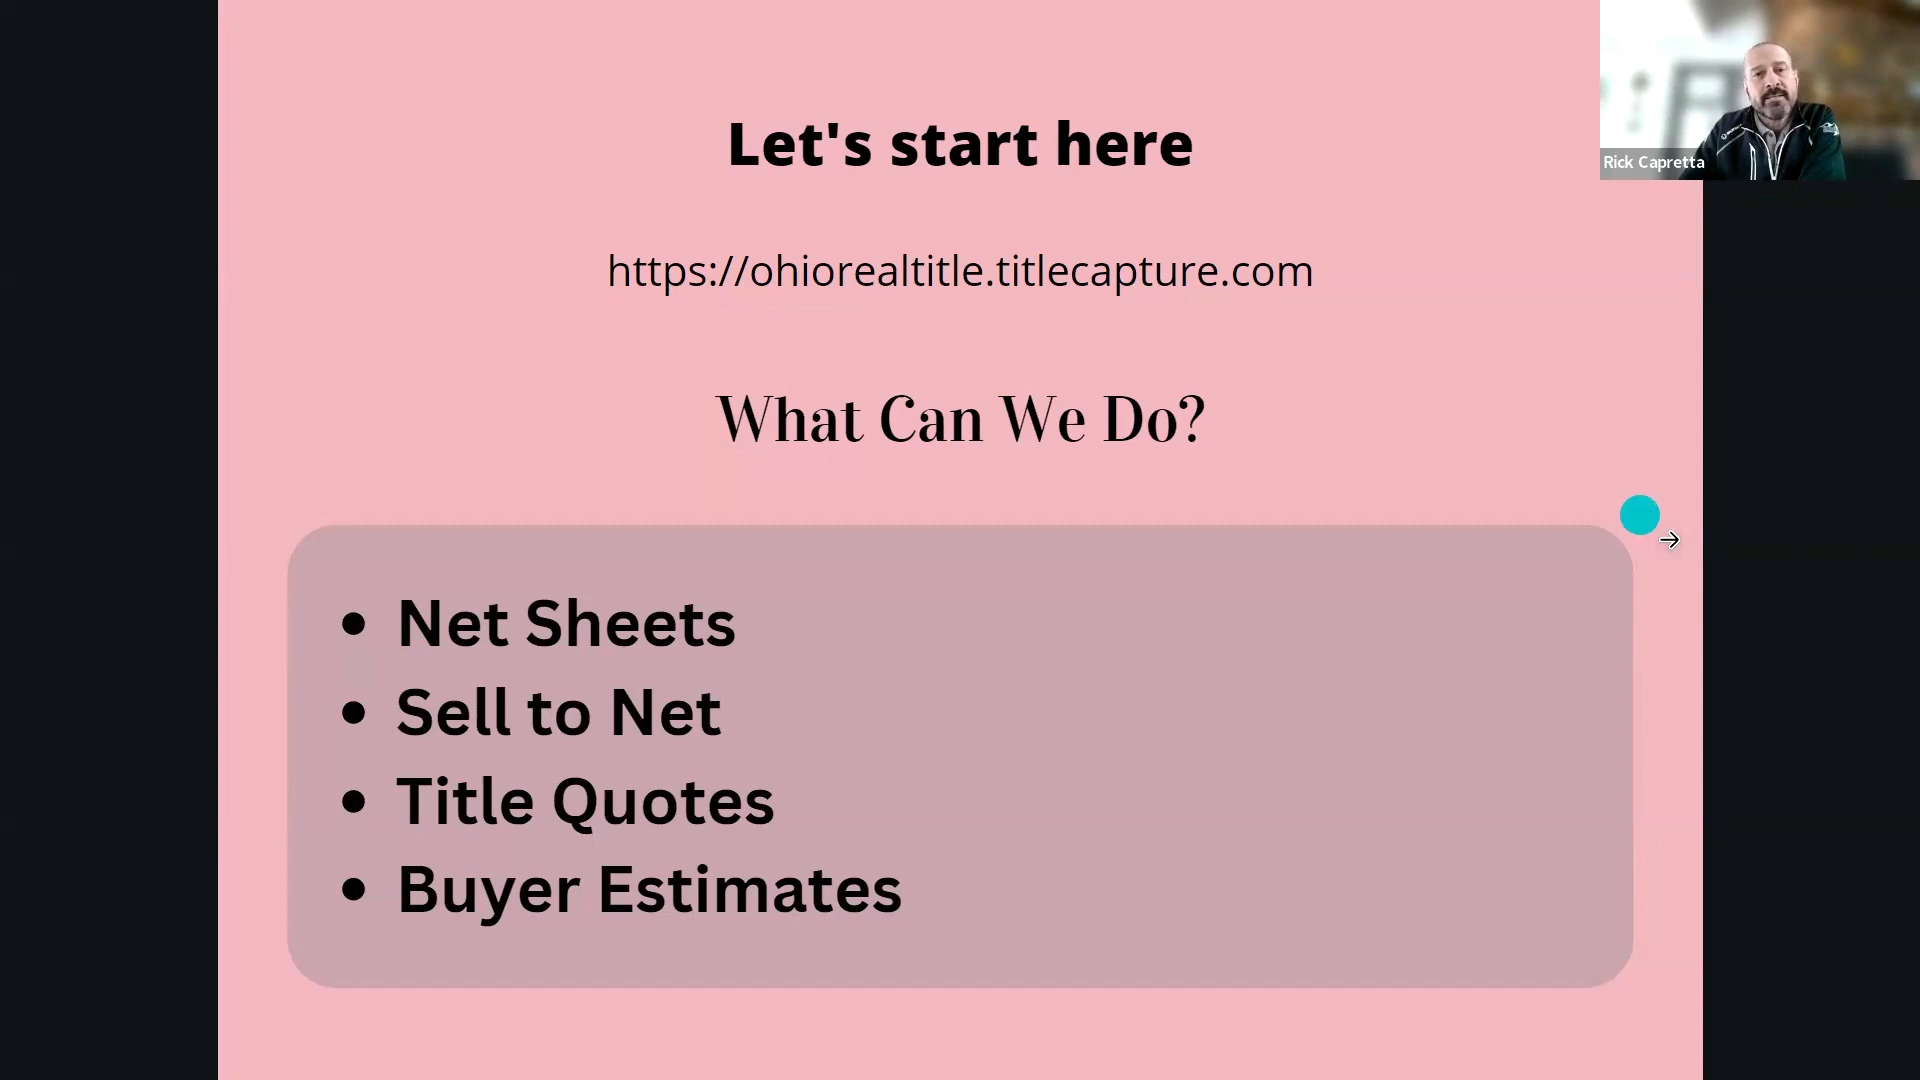 Let's start here
https://ohiorealtitle.titlecapture.com
What Can We Do?
Net Sheets
Sell to Net
Title Quotes
Buyer Estimates
Rick Capretta